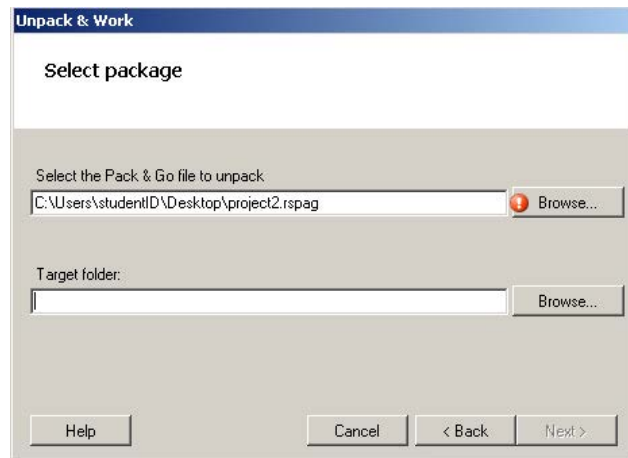 Unpack & Work
Select package
Select the Pack & Go file to unpack
C:\Users\studentID\Desktop\project2.rspag
Browse...
Target folder:
Browse...
Help
Cancel
< Back
Next >